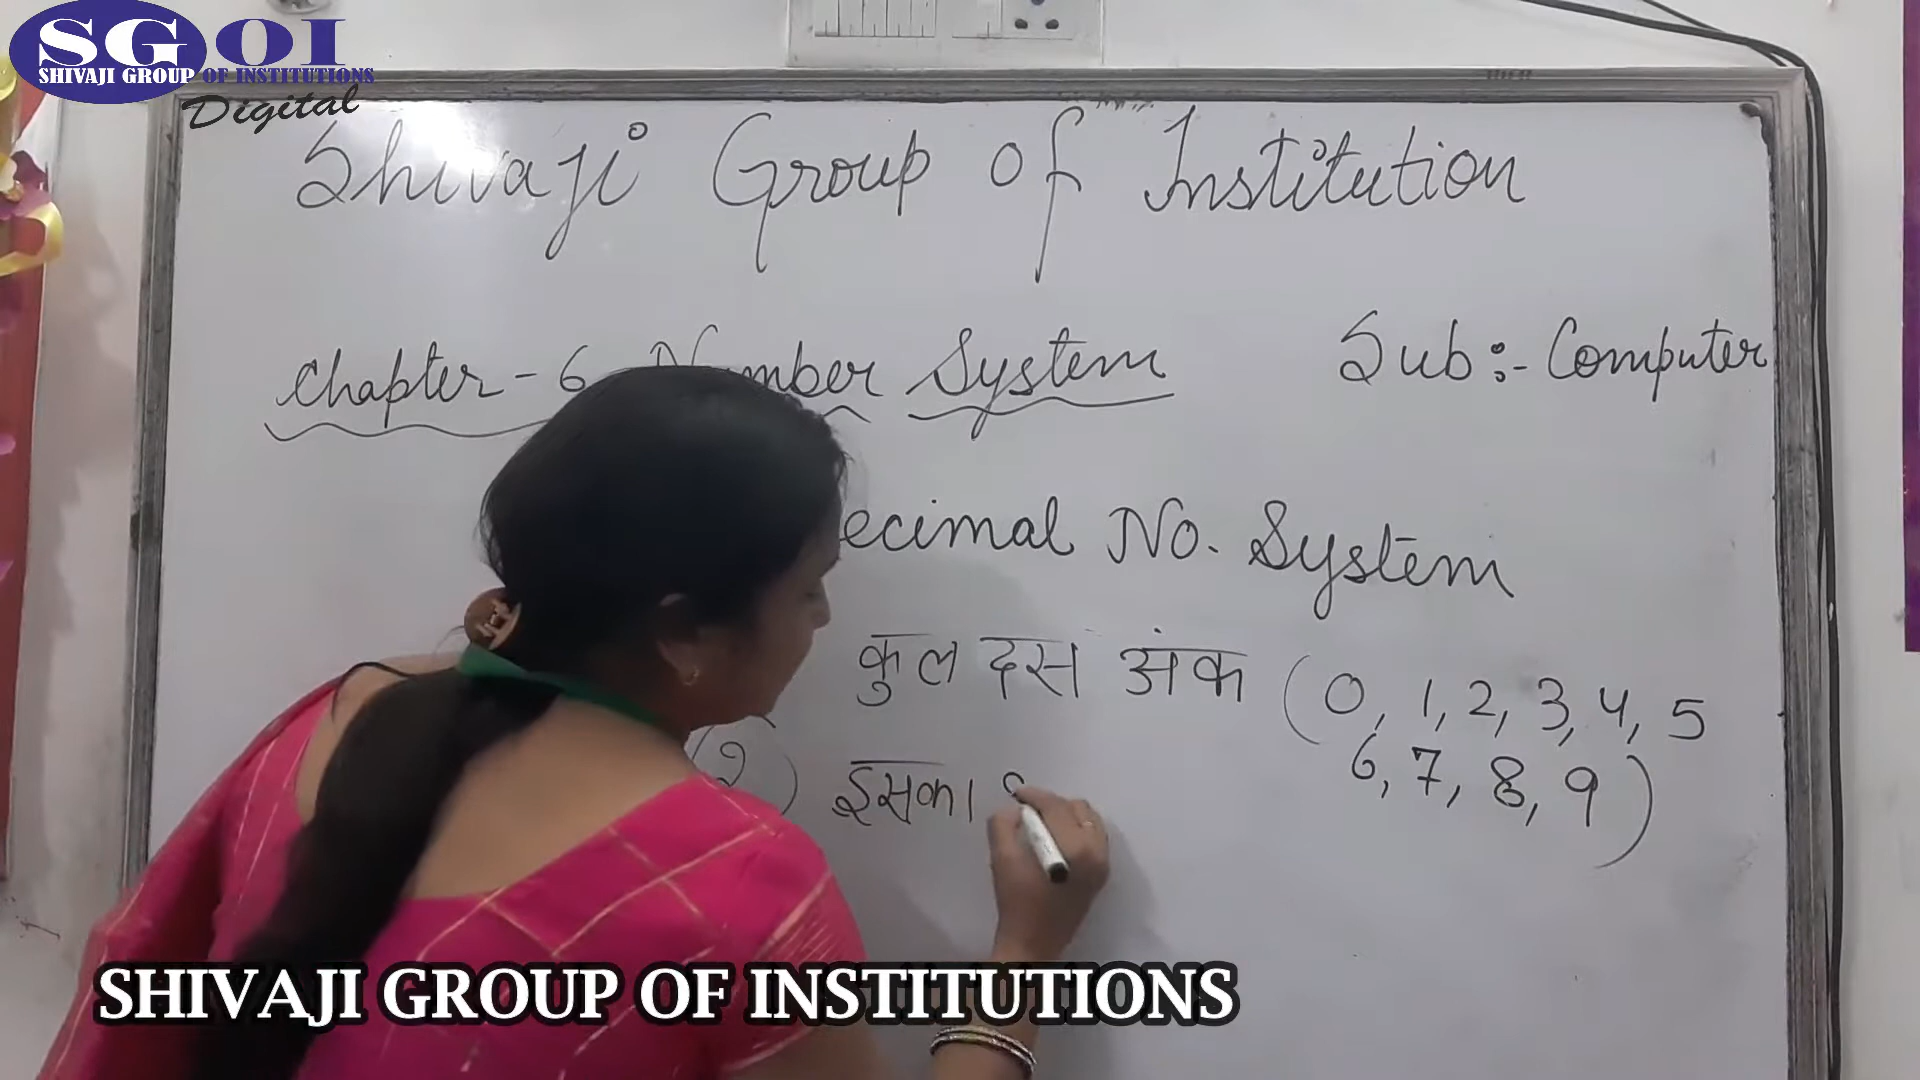 SGOI
SHIVAJI GROUP OF INSTITUTIONS
Digital
Shivaji Group of Institution
Chapter - 6 Number System
Sub :- Computer
ecimal No. System
कुल दस अंक (0, 1, 2, 3, 4, 5
6, 7, 8, 9)
(2) इसका
SHIVAJI GROUP OF INSTITUTIONS